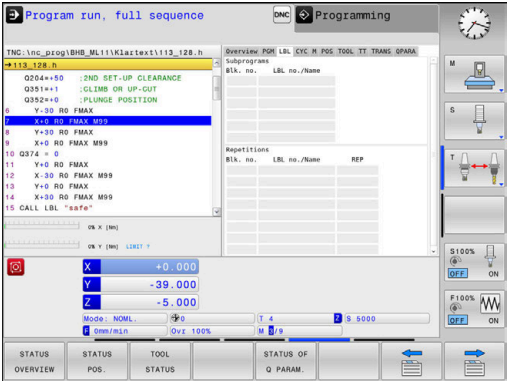 Program run, full sequence
DNC
Programming
TNC:\nc_prog\BHB_ML11\Klartext\113_128.h
→113_128.h
Q204=+50 ;2ND SET-UP CLEARANCE
Q351=+1 ;CLIMB OR UP-CUT
Q352=+0 ;PLUNGE POSITION
6 Y-30 R0 FMAX
7 X+0 R0 FMAX M99
8 Y+30 R0 FMAX
9 X+0 R0 FMAX M99
10 Q374 = 0
11 Y+0 R0 FMAX
12 X-30 R0 FMAX M99
13 Y+0 R0 FMAX
14 X+30 R0 FMAX M99
15 CALL LBL "safe"
0% X [Nm]
0% Y [Nm] LIMIT 1
Overview PGM LBL CYC M POS TOOL TT TRANS QPARA
Subprograms
Blk. no. LBL no./Name
Repetitions
Blk. no. LBL no./Name REP
X +0.000
Y -39.000
Z -5.000
Mode: NOML. 0 T 4 Z S 5000
F 0mm/min Ovr 100% M 3/9
M
S
T
S100%
OFF ON
F100%
OFF ON
STATUS OVERVIEW
STATUS POS.
TOOL STATUS
STATUS OF Q PARAM.